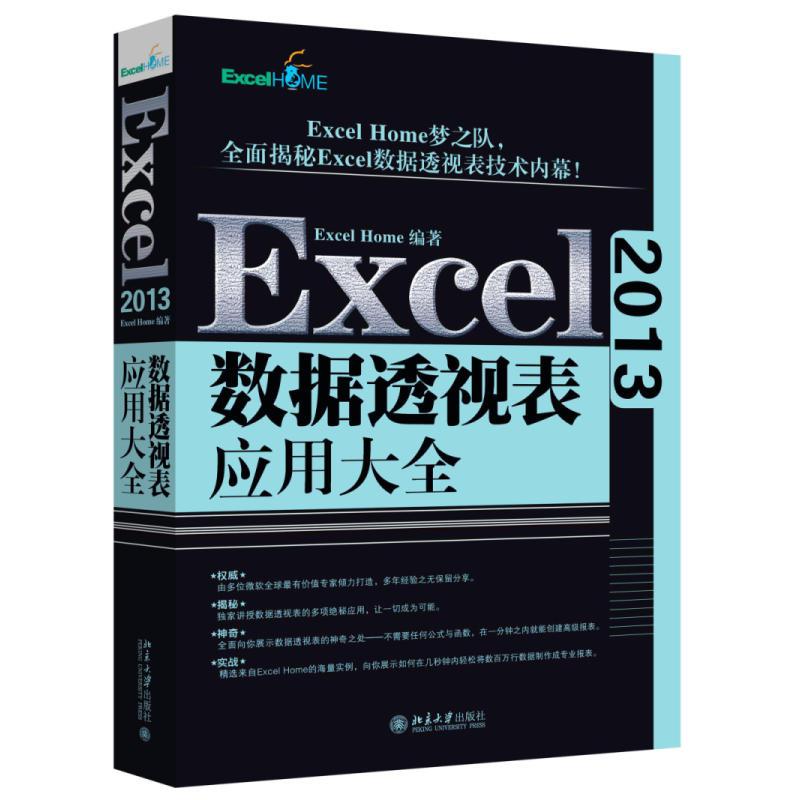 ExcelHOME
Excel
2013
Excel Home 编著
数据透视表
应用大全
北京大学出版社
PEKING UNIVERSITY PRESS
ExcelHOME
Excel Home梦之队，
全面揭秘Excel数据透视表技术内幕！
Excel Home 编著
Excel
2013
数据透视表
应用大全
★权威★
由多位微软全球最有价值专家倾力打造，多年经验之无保留分享。
★揭秘★
独家讲授数据透视表的多项绝秘应用，让一切成为可能。
★神奇★
全面向你展示数据透视表的神奇之处——不需要任何公式与函数，在一分钟之内就能创建高级报表。
★实战★
精选来自Excel Home的海量实例，向你展示如何在几秒钟内轻松将数百万行数据制作成专业报表。
北京大学出版社
PEKING UNIVERSITY PRESS